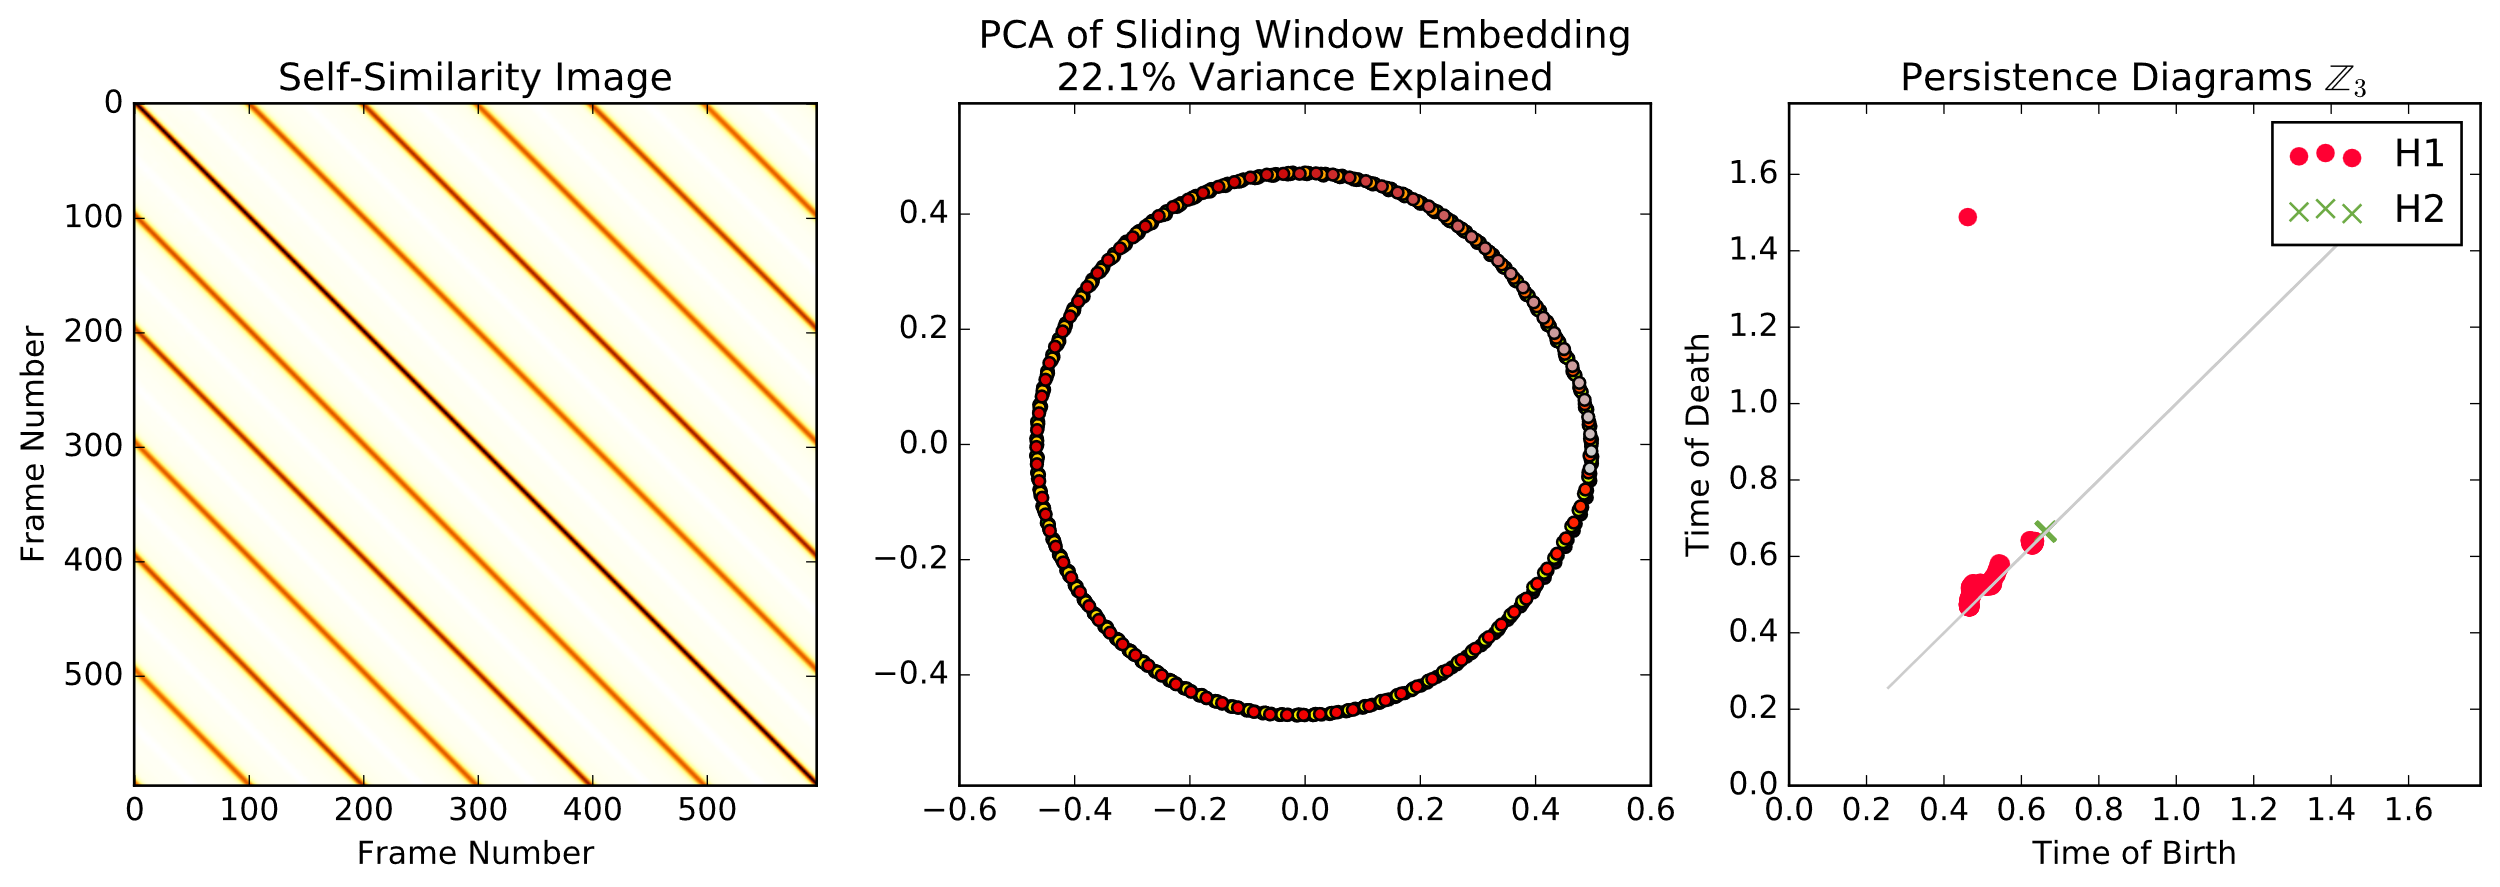 Self-Similarity Image
0
100
200
300
400
500
Frame Number
0 100 200 300 400 500
Frame Number
PCA of Sliding Window Embedding
22.1% Variance Explained
0.4
0.2
0.0
−0.2
−0.4
−0.6 −0.4 −0.2 0.0 0.2 0.4 0.6
Persistence Diagrams ℤ₃
H1
H2
1.6
1.4
1.2
1.0
0.8
0.6
0.4
0.2
0.0
Time of Death
0.0 0.2 0.4 0.6 0.8 1.0 1.2 1.4 1.6
Time of Birth